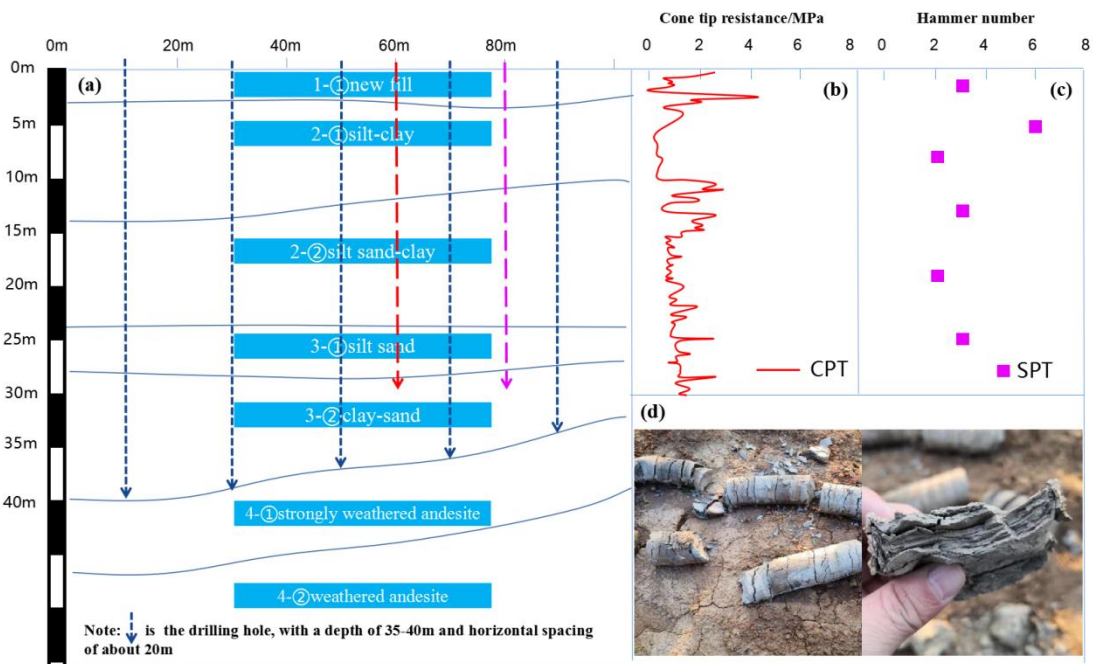 0m 20m 40m 60m 80m
0m
5m
10m
15m
20m
25m
30m
35m
40m
(a)
1-①new fill
2-①silt-clay
2-②silt sand-clay
3-①silt sand
3-②clay-sand
4-①strongly weathered andesite
4-②weathered andesite
Note: is the drilling hole, with a depth of 35-40m and horizontal spacing
of about 20m
Cone tip resistance/MPa
0 2 4 6 8
(b)
CPT
Hammer number
0 2 4 6 8
(c)
SPT
(d)